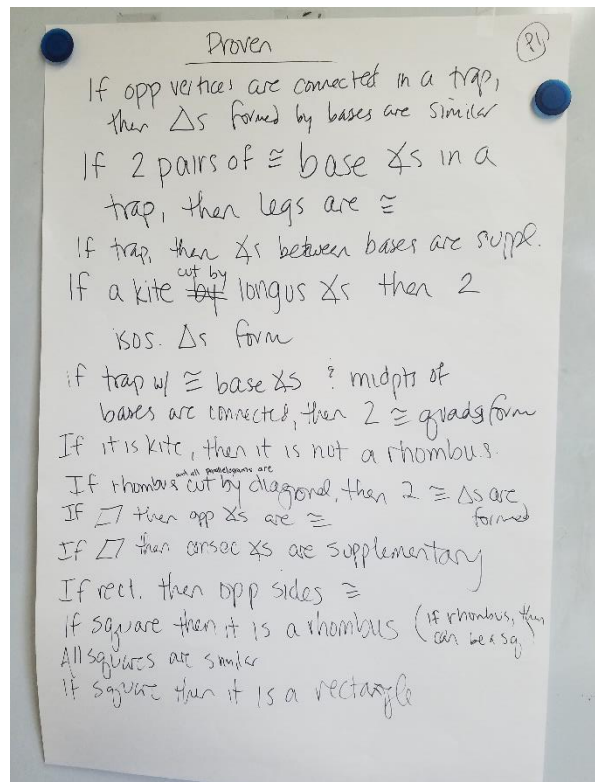 Proven
P1
If opp vertices are connected in a trap,
then △s formed by bases are similar
If 2 pairs of ≅ base ∡s in a
trap, then legs are ≅
If trap, then ∡s between bases are suppl.
If a kite cut by longus ∡s then 2
isos. △s form
if trap w/ ≅ base ∡s & midpts of
bases are connected, then 2 ≅ quads form
If it is kite, then it is not a rhombus.
If rhombus and all parallelograms are cut by diagonal, then 2 ≅ △s are
formed
If ▱ then opp ∡s are ≅
If ▱ then consec ∡s are supplementary
If rect. then opp sides ≅
if square then it is a rhombus (if rhombus, then
can be a sq
All squares are similar
If square then it is a rectangle